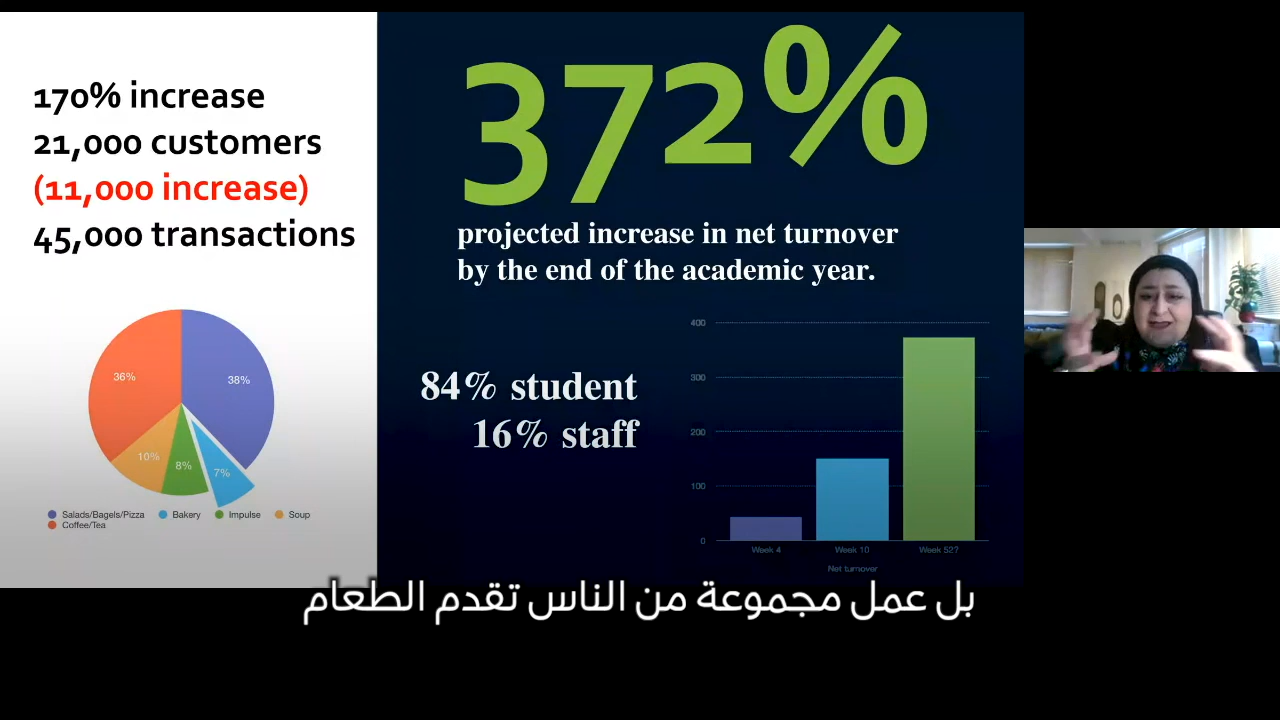 170% increase
21,000 customers
(11,000 increase)
45,000 transactions
36%
38%
10%
8%
7%
Salads/Bagels/Pizza
Bakery
Impulse
Soup
Coffee/Tea
372%
projected increase in net turnover
by the end of the academic year.
84% student
16% staff
400
300
200
100
0
Week 4
Week 10
Week 52?
Net turnover
بل عمل مجموعة من الناس تقدم الطعام